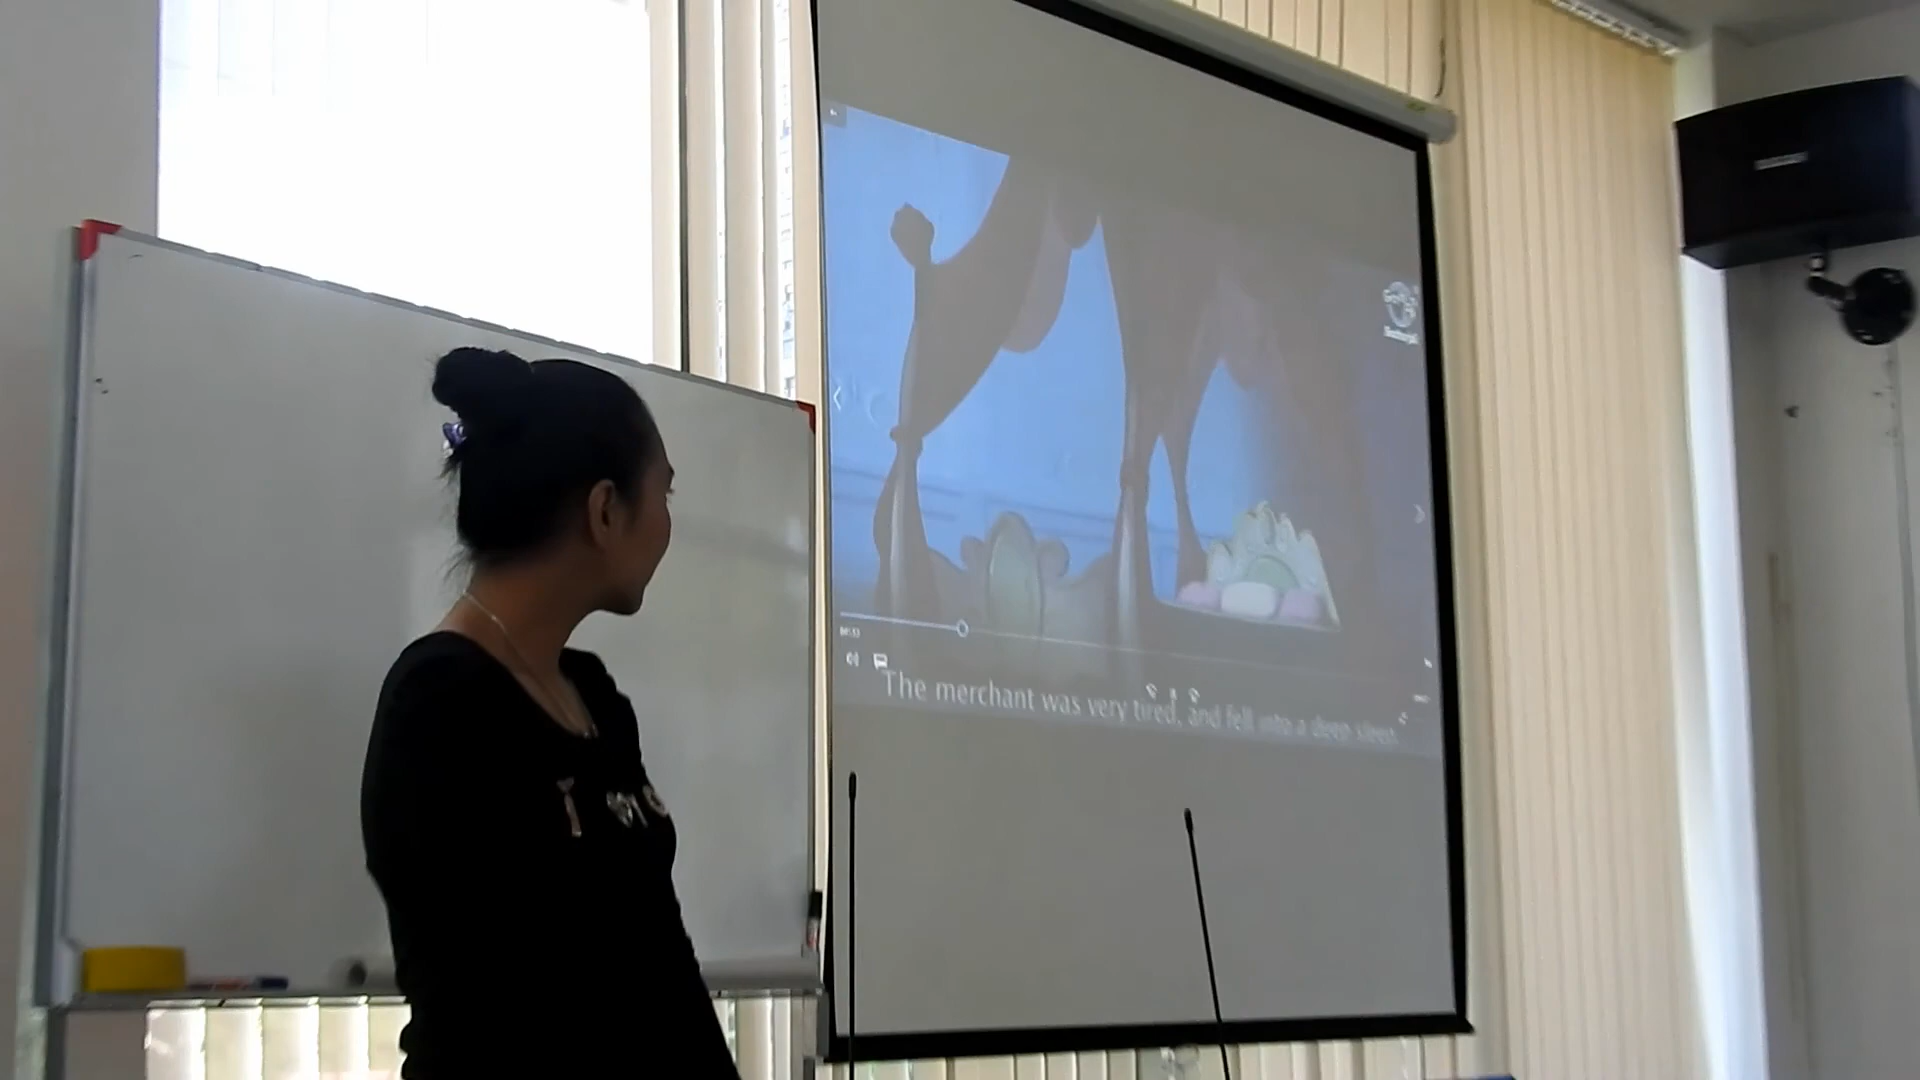 The merchant was very tired, and fell into a deep sleep.